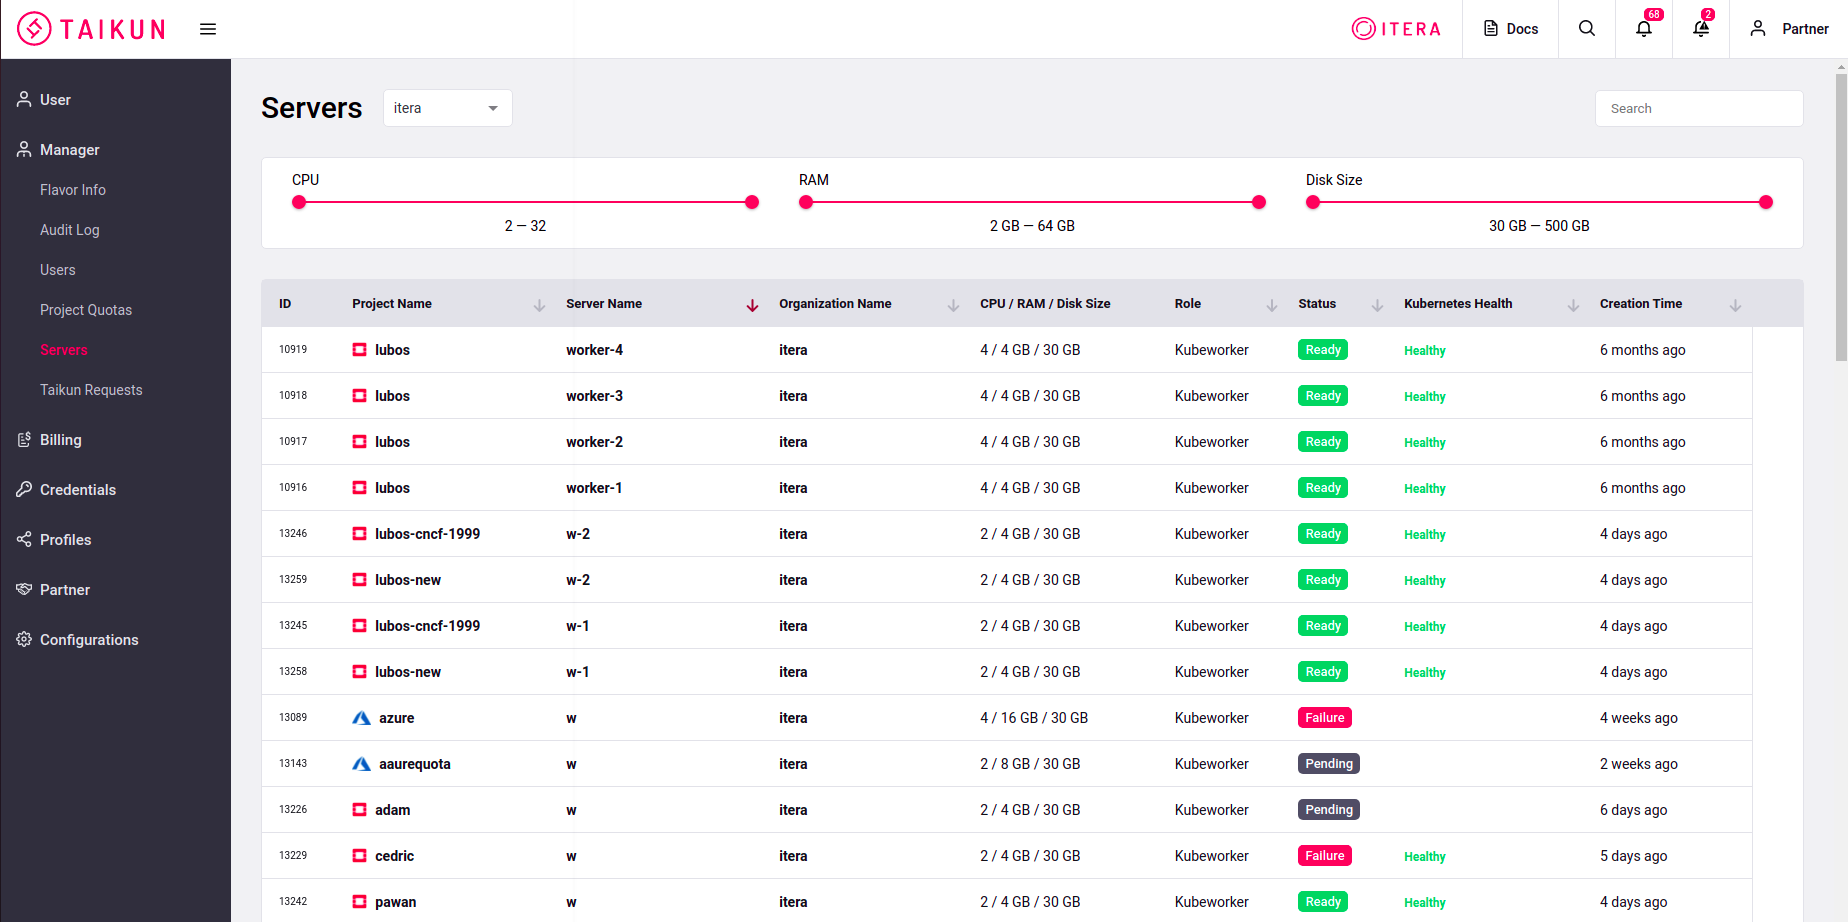 TAIKUN
ITERA
Docs
68
2
Partner
User
Manager
Flavor Info
Audit Log
Users
Project Quotas
Servers
Taikun Requests
Billing
Credentials
Profiles
Partner
Configurations
Servers itera
Search
CPU RAM Disk Size
2 — 32 2 GB — 64 GB 30 GB — 500 GB
ID Project Name Server Name Organization Name CPU / RAM / Disk Size Role Status Kubernetes Health Creation Time
10919 lubos worker-4 itera 4 / 4 GB / 30 GB Kubeworker Ready Healthy 6 months ago
10918 lubos worker-3 itera 4 / 4 GB / 30 GB Kubeworker Ready Healthy 6 months ago
10917 lubos worker-2 itera 4 / 4 GB / 30 GB Kubeworker Ready Healthy 6 months ago
10916 lubos worker-1 itera 4 / 4 GB / 30 GB Kubeworker Ready Healthy 6 months ago
13246 lubos-cncf-1999 w-2 itera 2 / 4 GB / 30 GB Kubeworker Ready Healthy 4 days ago
13259 lubos-new w-2 itera 2 / 4 GB / 30 GB Kubeworker Ready Healthy 4 days ago
13245 lubos-cncf-1999 w-1 itera 2 / 4 GB / 30 GB Kubeworker Ready Healthy 4 days ago
13258 lubos-new w-1 itera 2 / 4 GB / 30 GB Kubeworker Ready Healthy 4 days ago
13089 azure w itera 4 / 16 GB / 30 GB Kubeworker Failure 4 weeks ago
13143 aaurequota w itera 2 / 8 GB / 30 GB Kubeworker Pending 2 weeks ago
13226 adam w itera 2 / 4 GB / 30 GB Kubeworker Pending 6 days ago
13229 cedric w itera 2 / 4 GB / 30 GB Kubeworker Failure Healthy 5 days ago
13242 pawan w itera 2 / 4 GB / 30 GB Kubeworker Ready Healthy 4 days ago